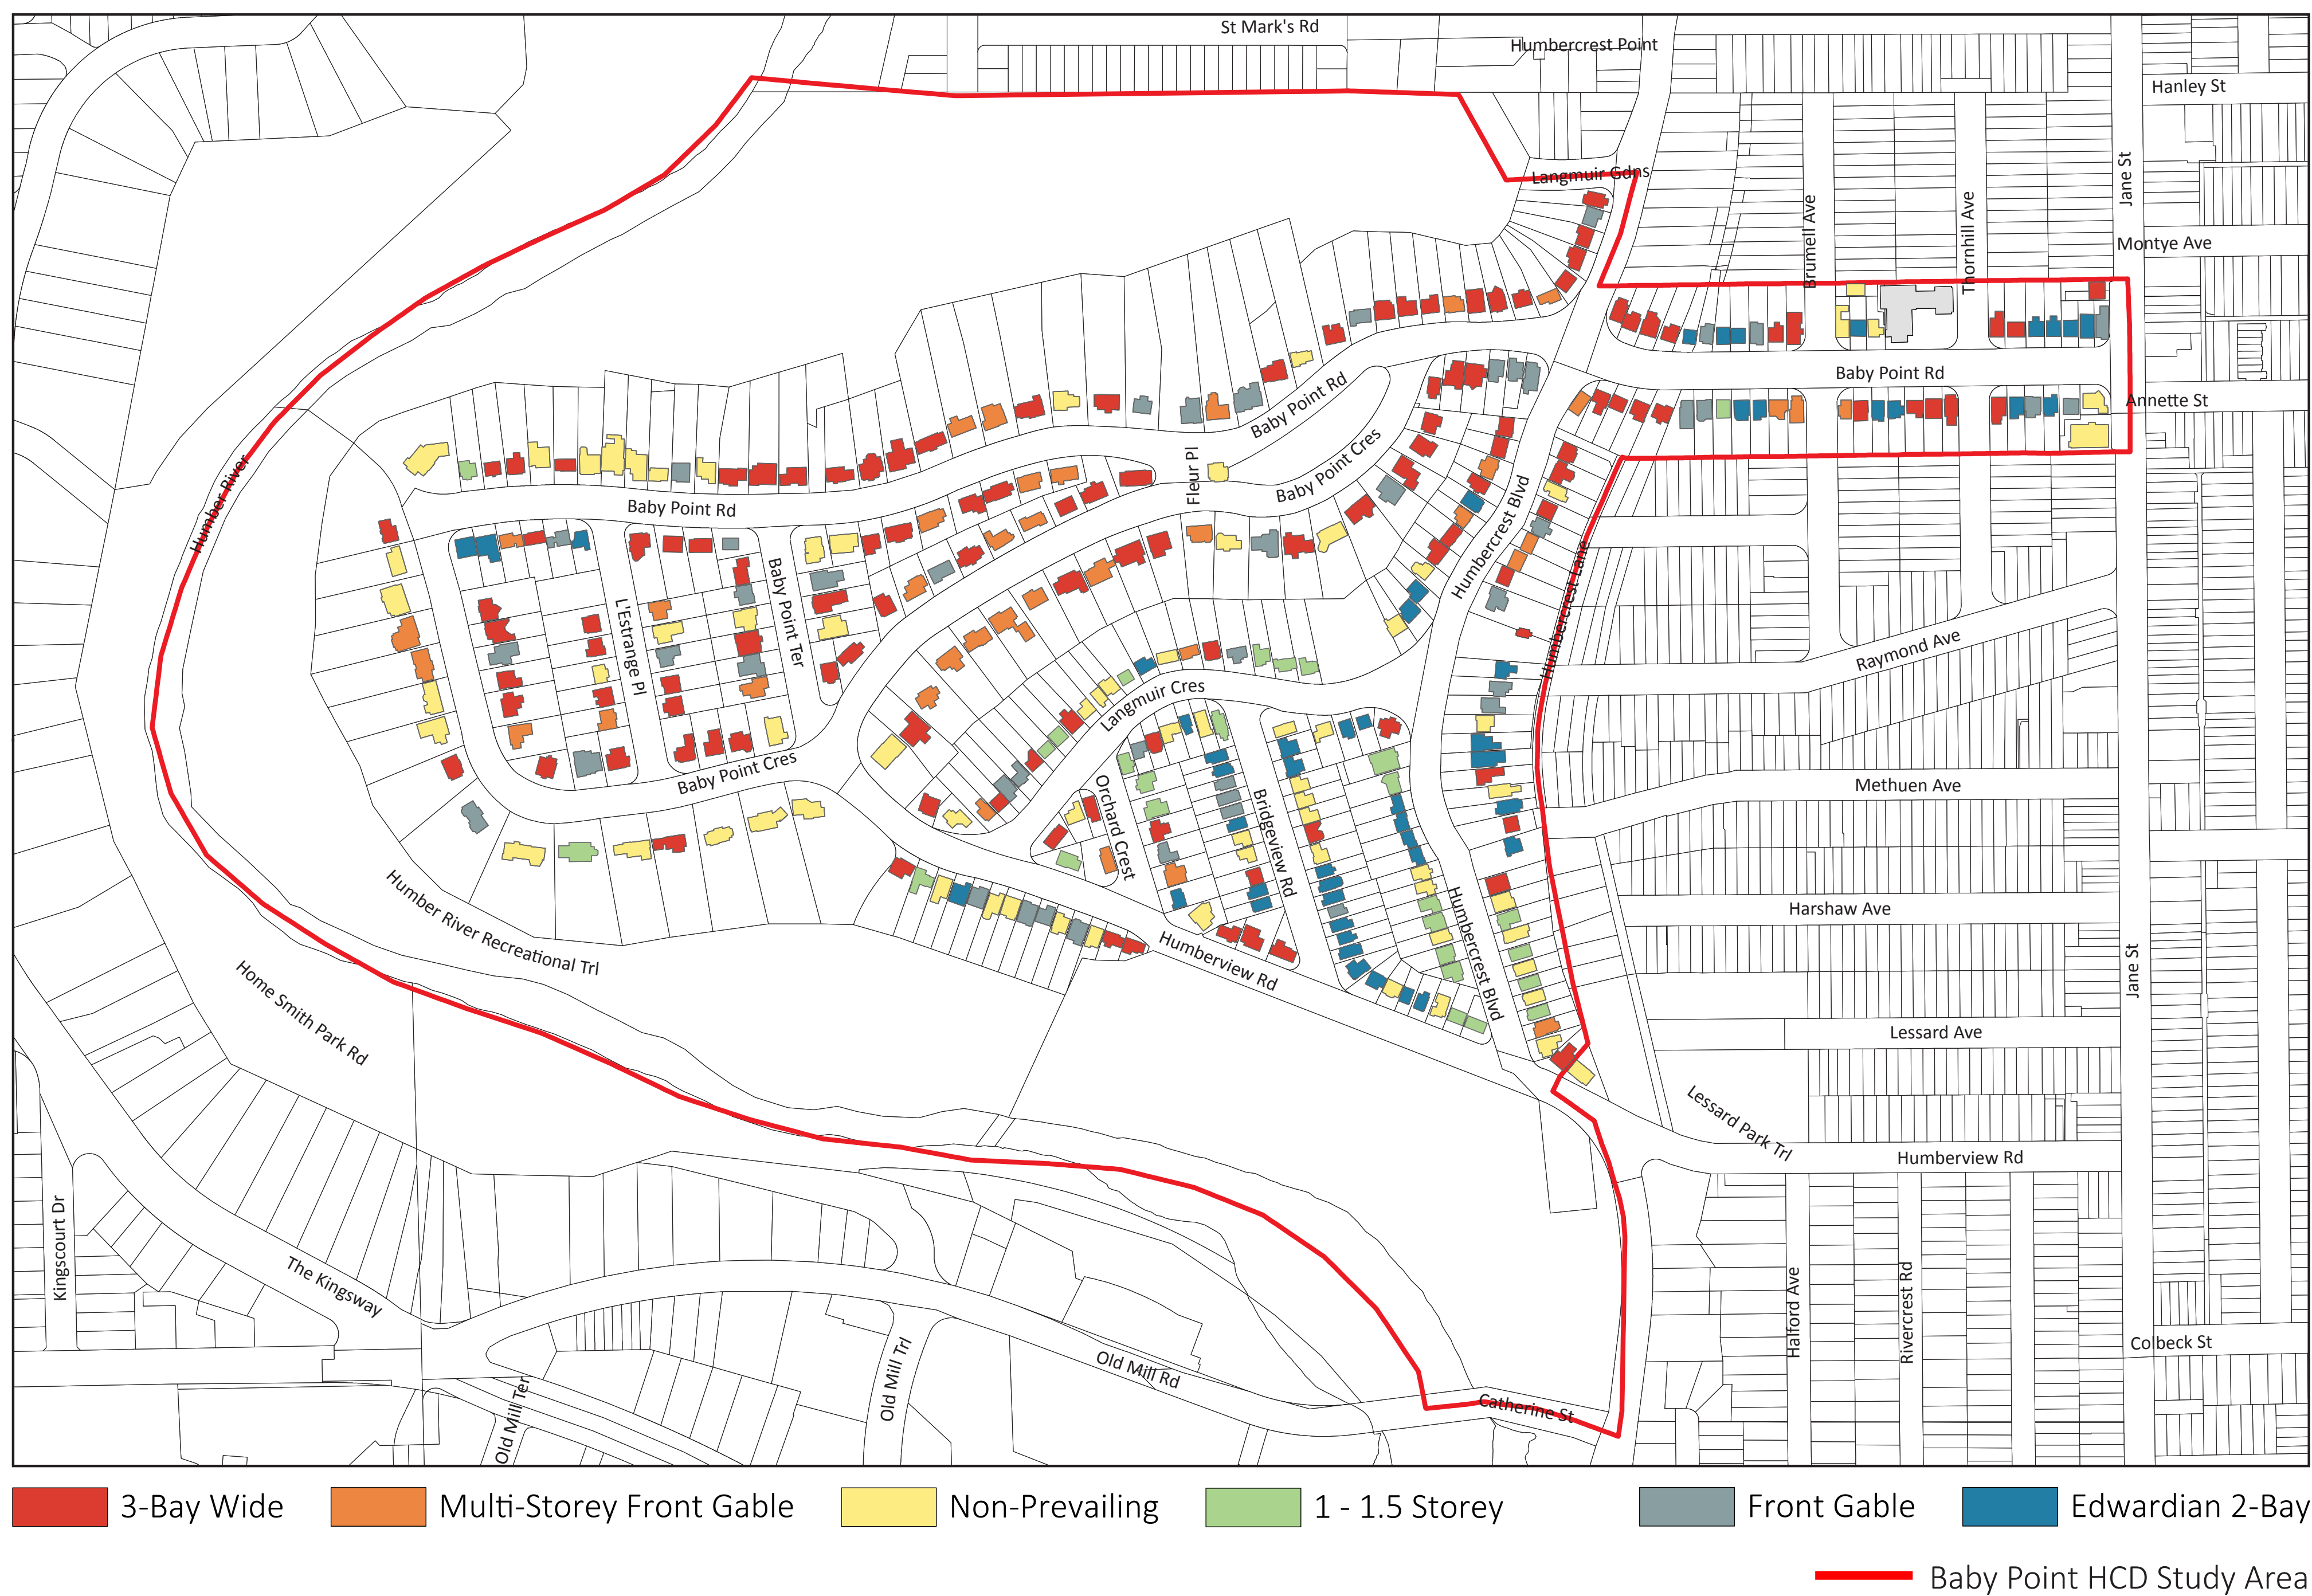 St Mark's Rd
Humbercrest Point
Hanley St
Langmuir Gdns
Jane St
Brumell Ave
Thornhill Ave
Montye Ave
Baby Point Rd
Annette St
Baby Point Rd
Fleur Pl
Baby Point Cres
Humber River
Baby Point Rd
Humbercrest Blvd
Humbercrest Lane
L'Estrange Pl
Baby Point Ter
Raymond Ave
Langmuir Cres
Baby Point Cres
Orchard Crest
Bridgeview Rd
Methuen Ave
Harshaw Ave
Humber River Recreational Trl
Humbercrest Blvd
Humberview Rd
Jane St
Home Smith Park Rd
Lessard Ave
Lessard Park Trl
Humberview Rd
Kingscourt Dr
The Kingsway
Halford Ave
Rivercrest Rd
Colbeck St
Old Mill Ter
Old Mill Trl
Old Mill Rd
Catherine St
3-Bay Wide
Multi-Storey Front Gable
Non-Prevailing
1 - 1.5 Storey
Front Gable
Edwardian 2-Bay
Baby Point HCD Study Area